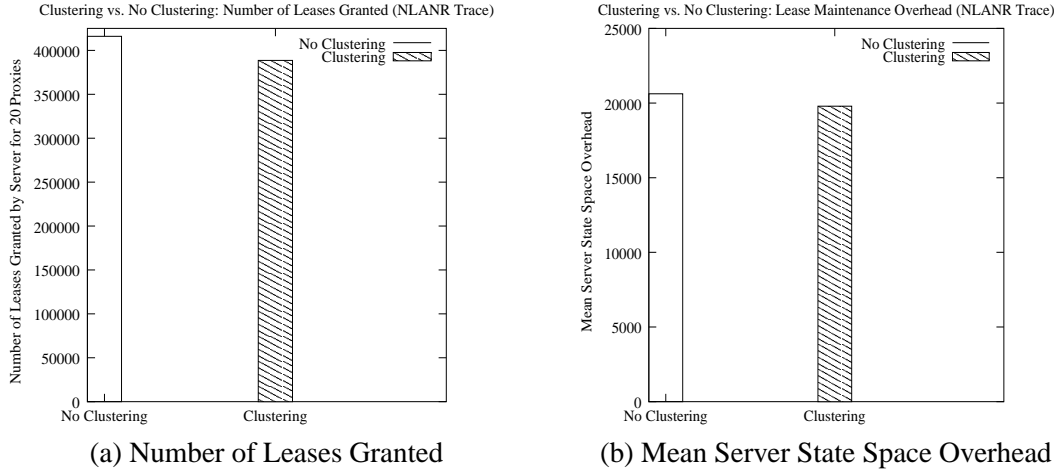 Clustering vs. No Clustering: Number of Leases Granted (NLANR Trace)
No Clustering
Clustering
400000
350000
300000
250000
200000
150000
100000
50000
0
Number of Leases Granted by Server for 20 Proxies
No Clustering
Clustering
(a) Number of Leases Granted
Clustering vs. No Clustering: Lease Maintenance Overhead (NLANR Trace)
No Clustering
Clustering
25000
20000
15000
10000
5000
0
Mean Server State Space Overhead
No Clustering
Clustering
(b) Mean Server State Space Overhead